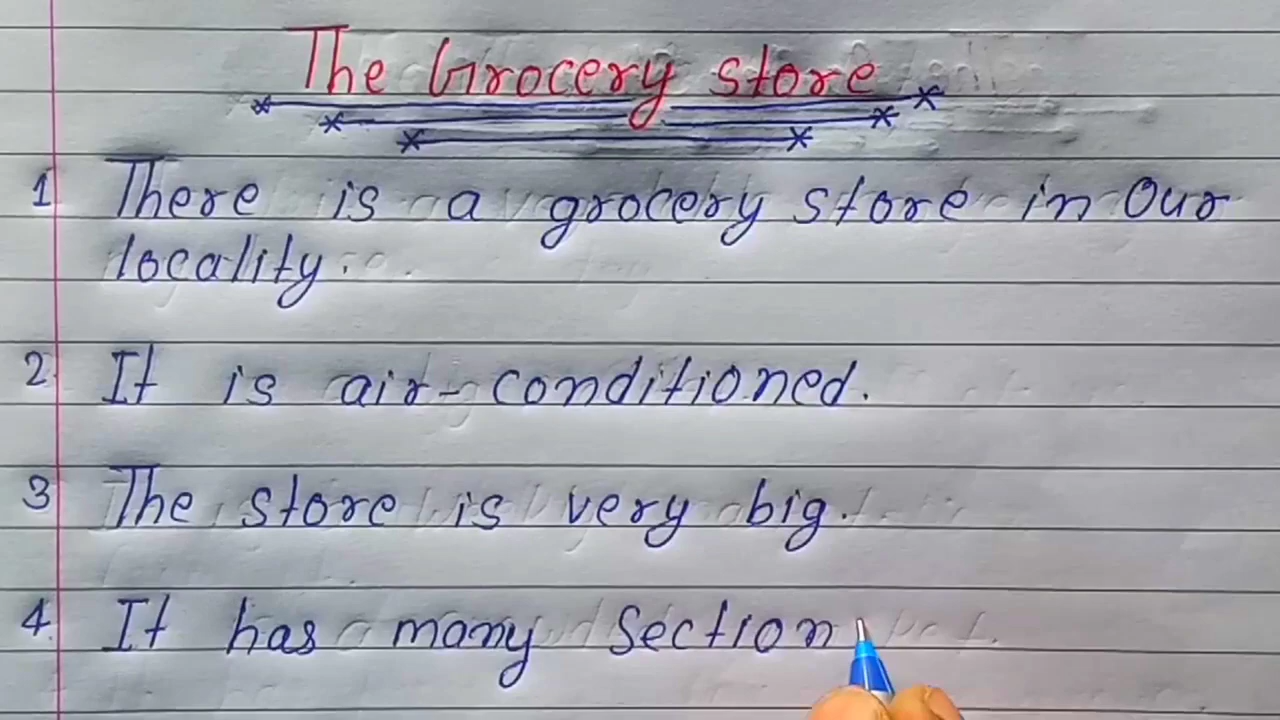 The Grocery store
1 There is a grocery store in Our
locality.
2. It is air-conditioned.
3 The store is very big.
4. It has many Section